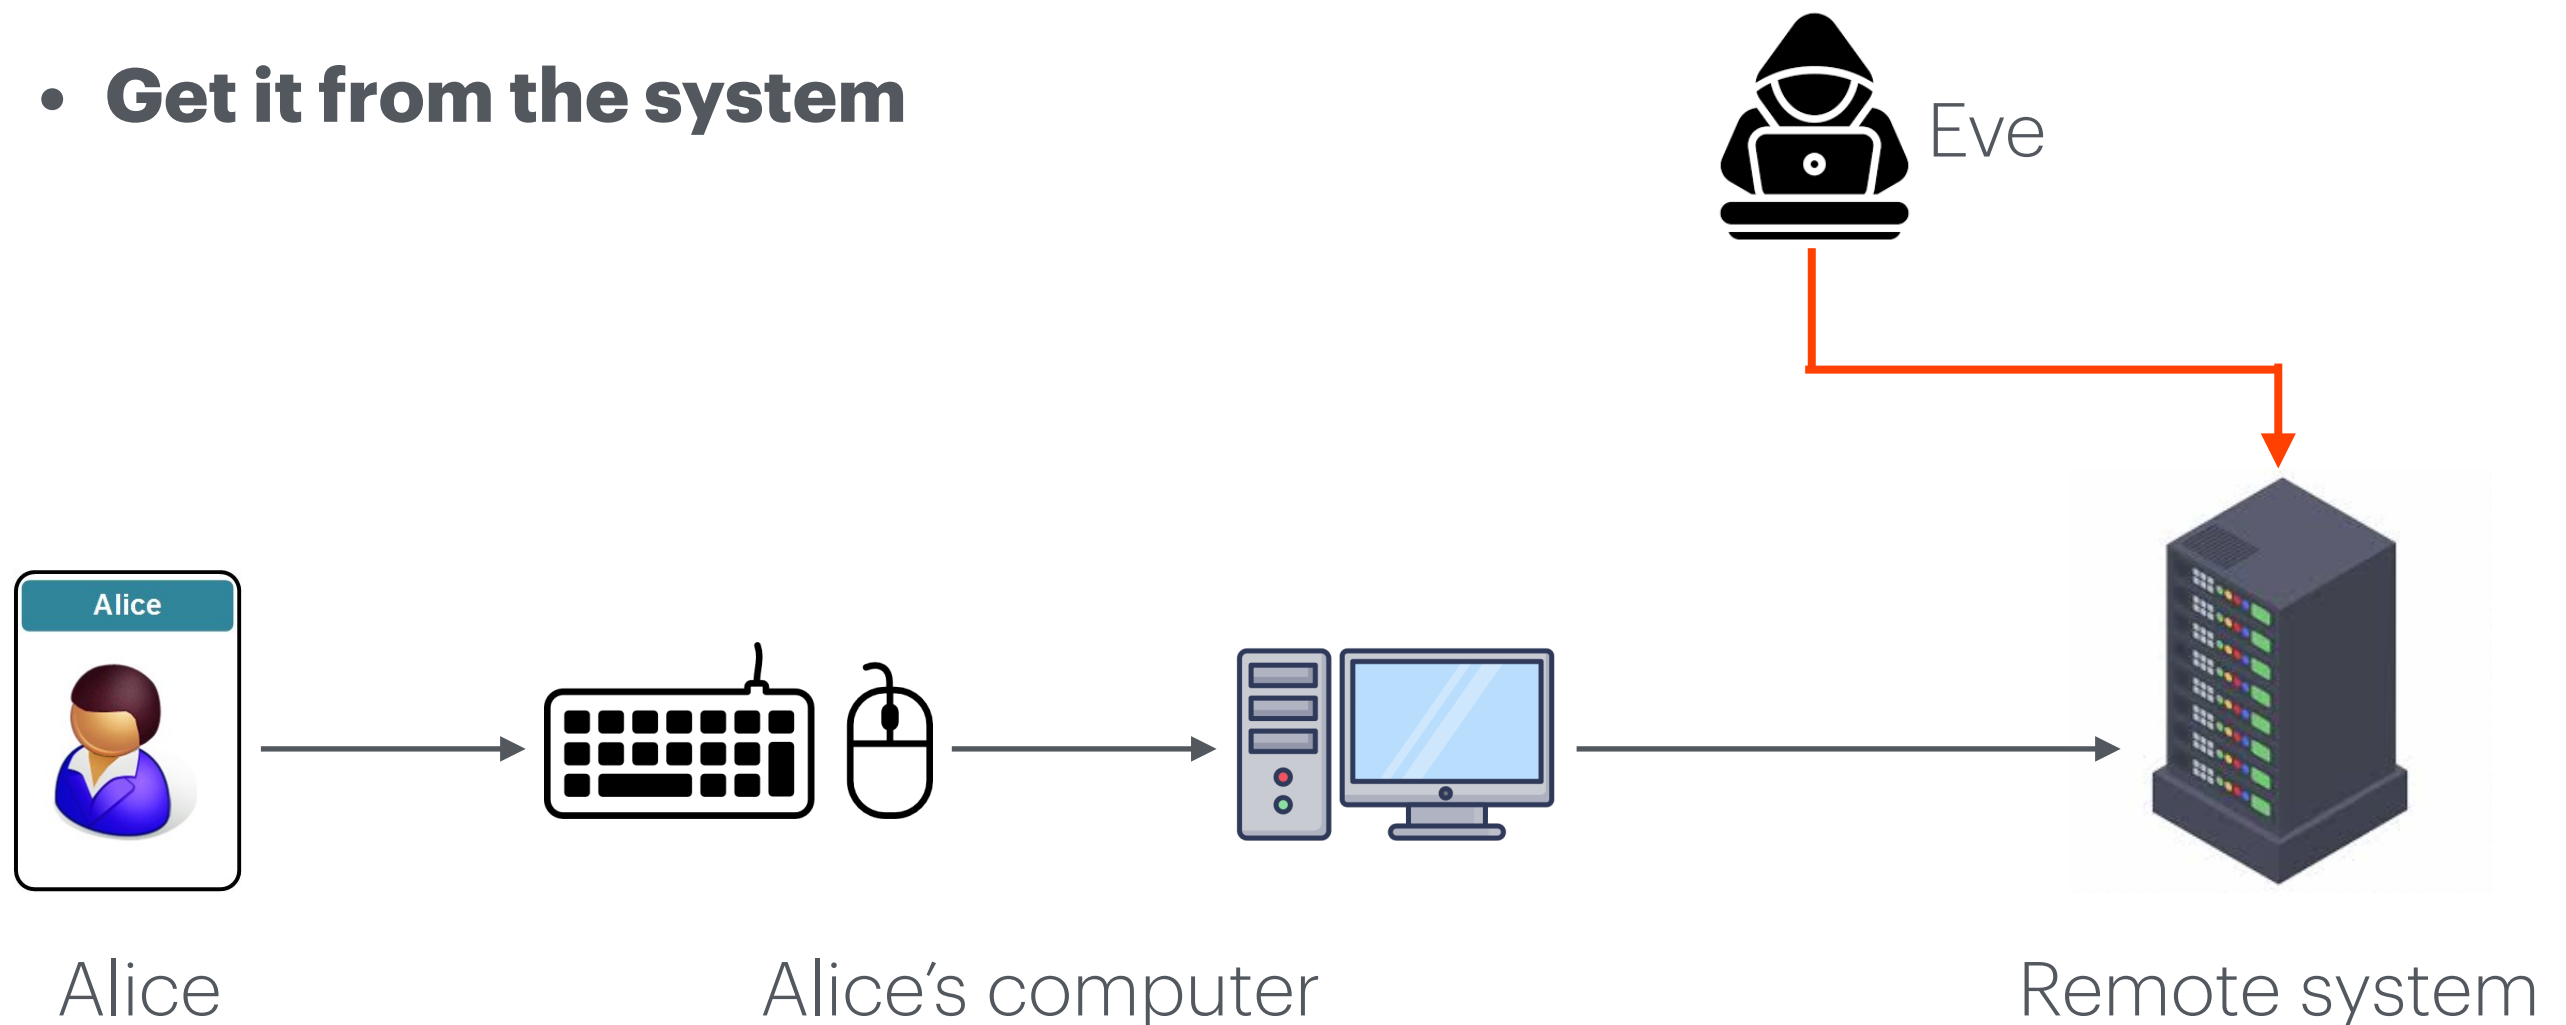 • Get it from the system
Eve
Alice
Alice
Alice's computer
Remote system